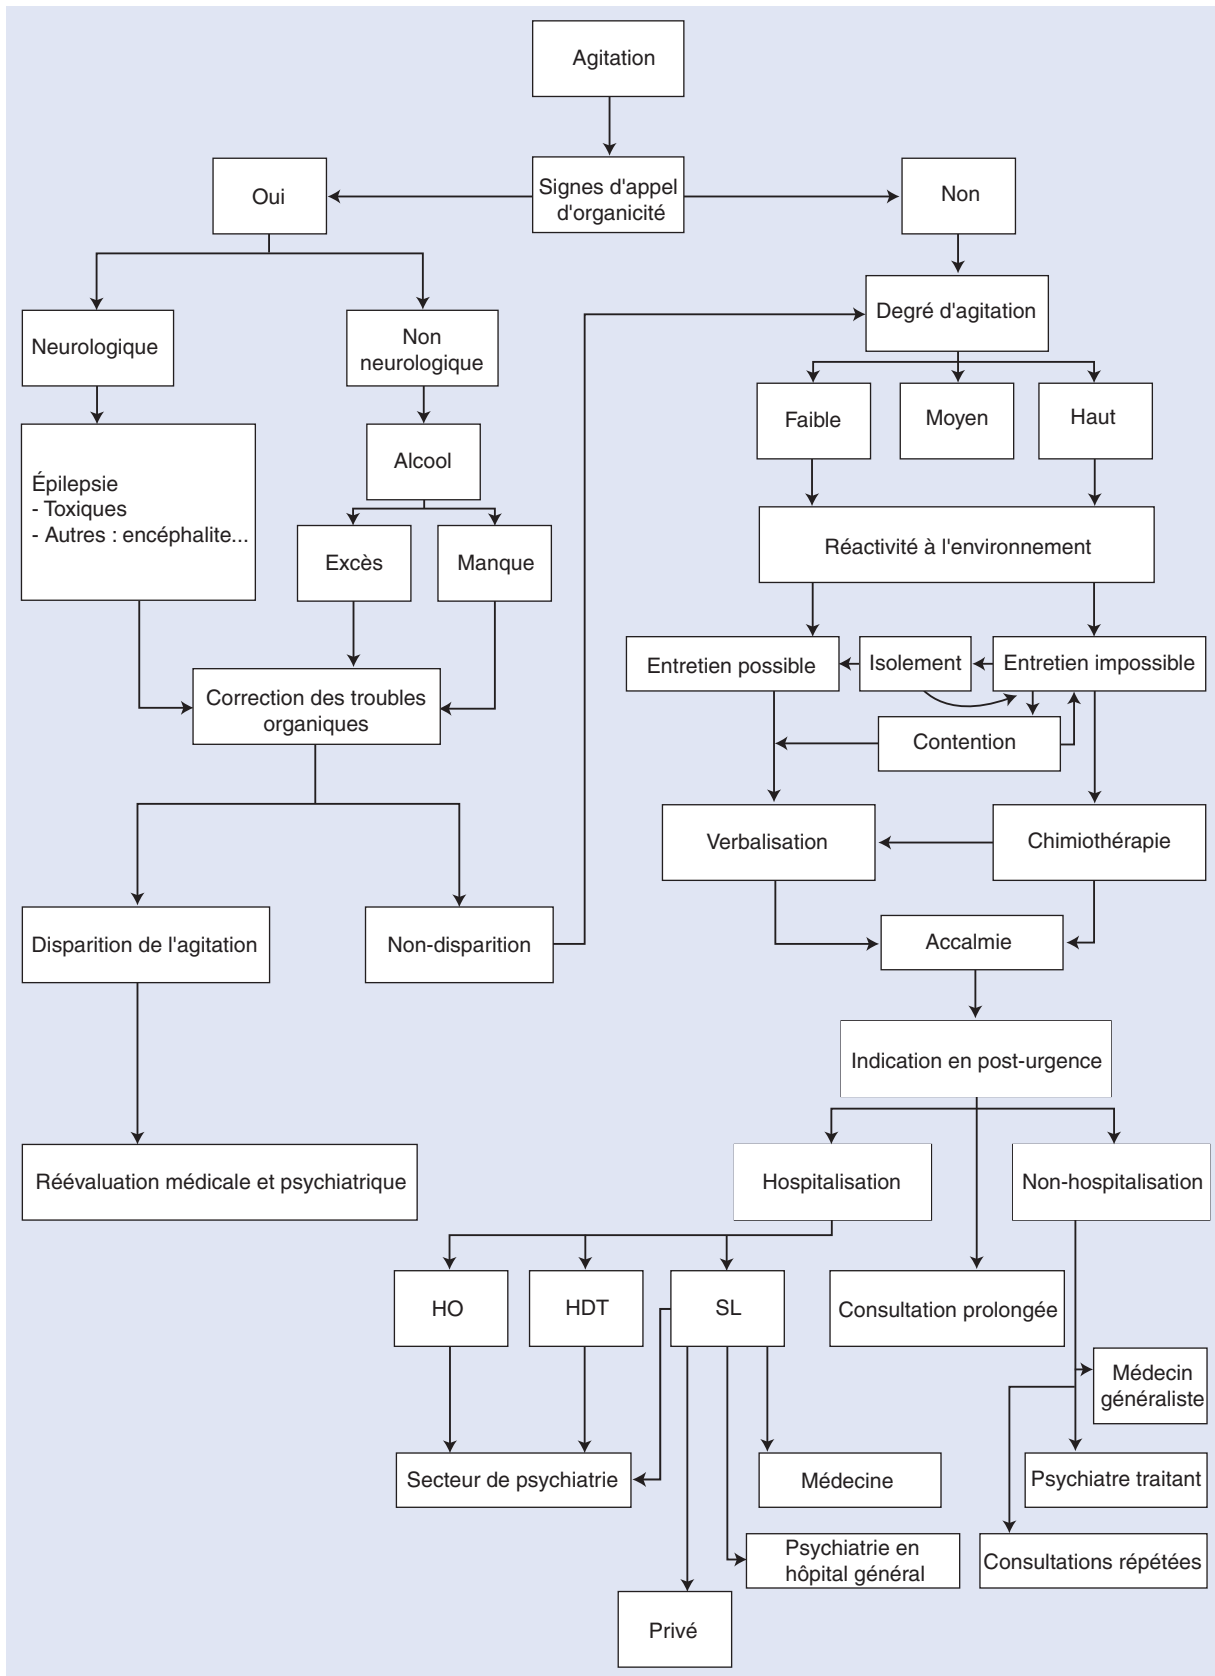 Agitation
Signes d'appel
d'organicité
Oui
Non
Neurologique
Non
neurologique
Degré d'agitation
Faible
Moyen
Haut
Épilepsie
- Toxiques
- Autres : encéphalite...
Alcool
Excès
Manque
Réactivité à l'environnement
Entretien possible
Isolement
Entretien impossible
Contention
Correction des troubles
organiques
Verbalisation
Chimiothérapie
Disparition de l'agitation
Non-disparition
Accalmie
Indication en post-urgence
Réévaluation médicale et psychiatrique
Hospitalisation
Non-hospitalisation
HO
HDT
SL
Consultation prolongée
Médecin
généraliste
Secteur de psychiatrie
Médecine
Psychiatre traitant
Psychiatrie en
hôpital général
Consultations répétées
Privé